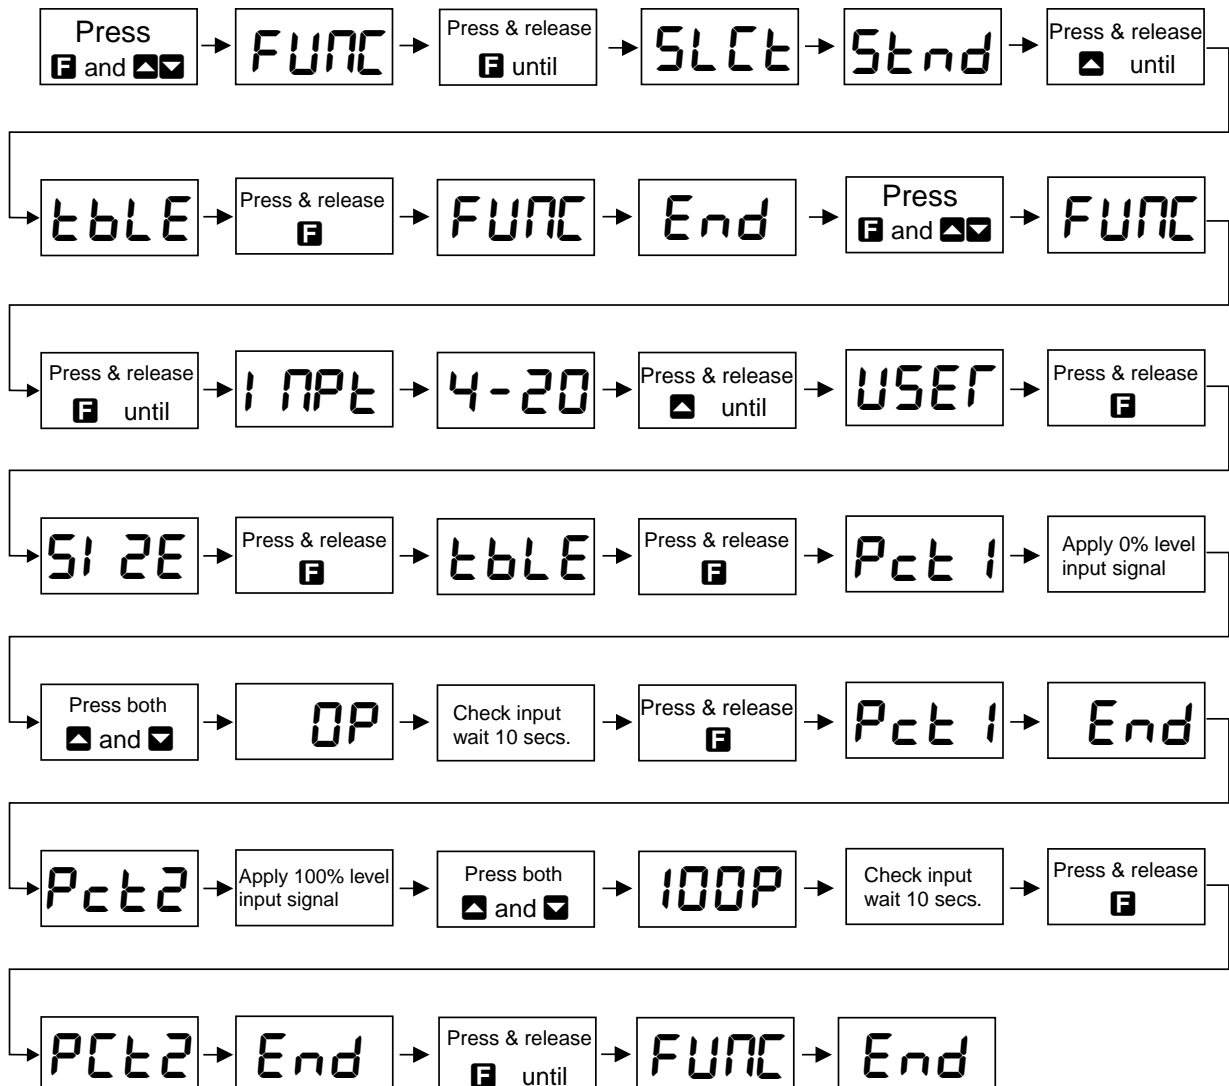 Press
F and ▲▼
FUNC
Press & release
F until
SLCt
Stnd
Press & release
▲ until
tbLE
Press & release
F
FUNC
End
Press
F and ▲▼
FUNC
Press & release
F until
INPt
4-20
Press & release
▲ until
USEr
Press & release
F
SIZE
Press & release
F
tbLE
Press & release
F
Pct 1
Apply 0% level
input signal
Press both
▲ and ▼
0P
Check input
wait 10 secs.
Press & release
F
Pct 1
End
Pct2
Apply 100% level
input signal
Press both
▲ and ▼
100P
Check input
wait 10 secs.
Press & release
F
PCt2
End
Press & release
F until
FUNC
End